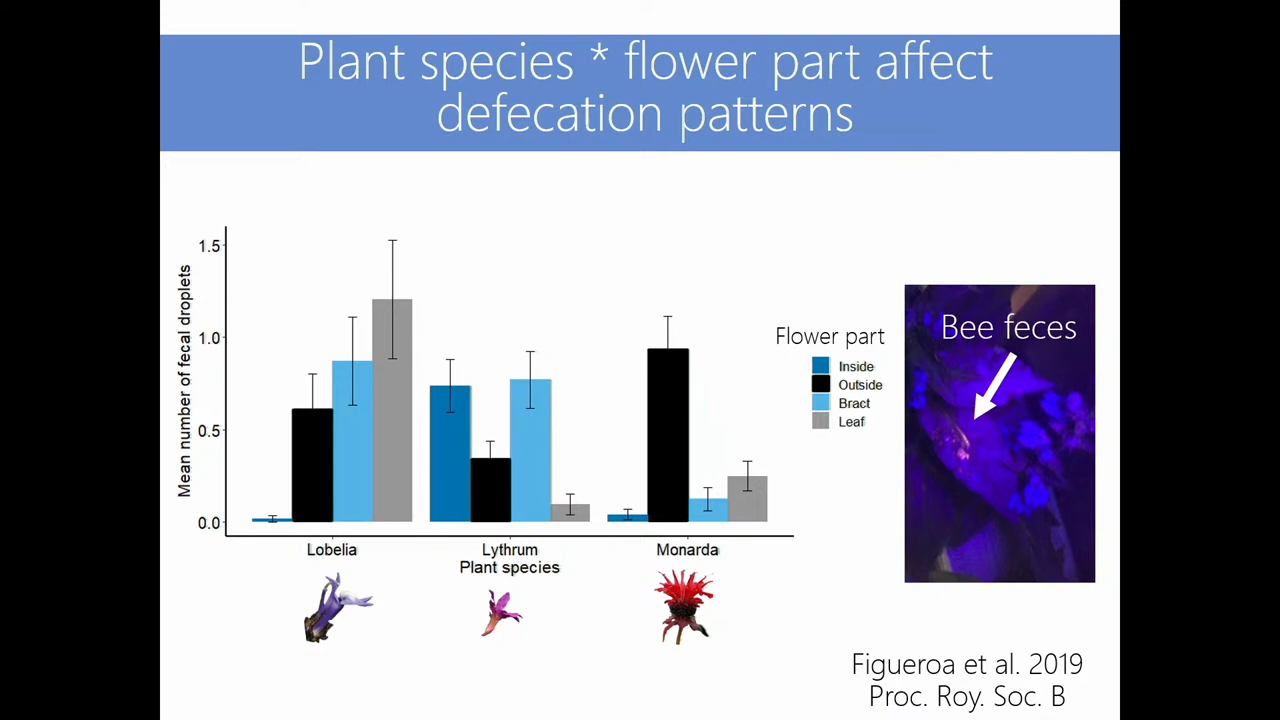 Plant species * flower part affect
defecation patterns
Mean number of fecal droplets
1.5
1.0
0.5
0.0
Lobelia
Lythrum
Monarda
Plant species
Flower part
Inside
Outside
Bract
Leaf
Bee feces
Figueroa et al. 2019
Proc. Roy. Soc. B